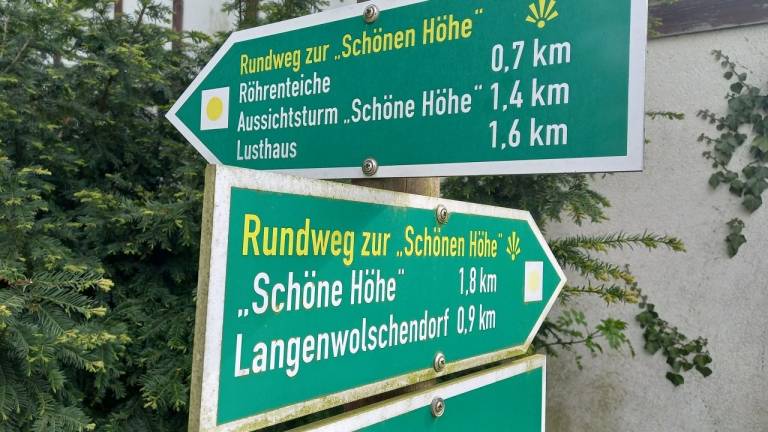 Rundweg zur „Schönen Höhe“
Röhrenteiche 0,7 km
Aussichtsturm „Schöne Höhe“ 1,4 km
Lusthaus 1,6 km
Rundweg zur „Schönen Höhe“
„Schöne Höhe“ 1,8 km
Langenwolschendorf 0,9 km